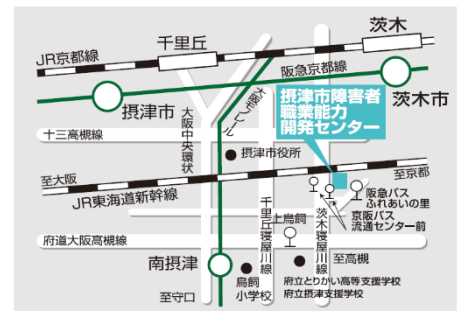 千里丘
茨木
JR京都線
阪急京都線
摂津市
大阪モノレール
大阪中央環状
摂津市障害者
職業能力
開発センター
茨木市
十三高槻線
摂津市役所
至大阪
至京都
JR東海道新幹線
阪急バス
ふれあいの里
京阪バス
流通センター前
千里丘寝屋川線
上鳥飼
茨木寝屋川線
府道大阪高槻線
南摂津
至高槻
鳥飼
小学校
府立とりかい高等支援学校
府立摂津支援学校
至守口